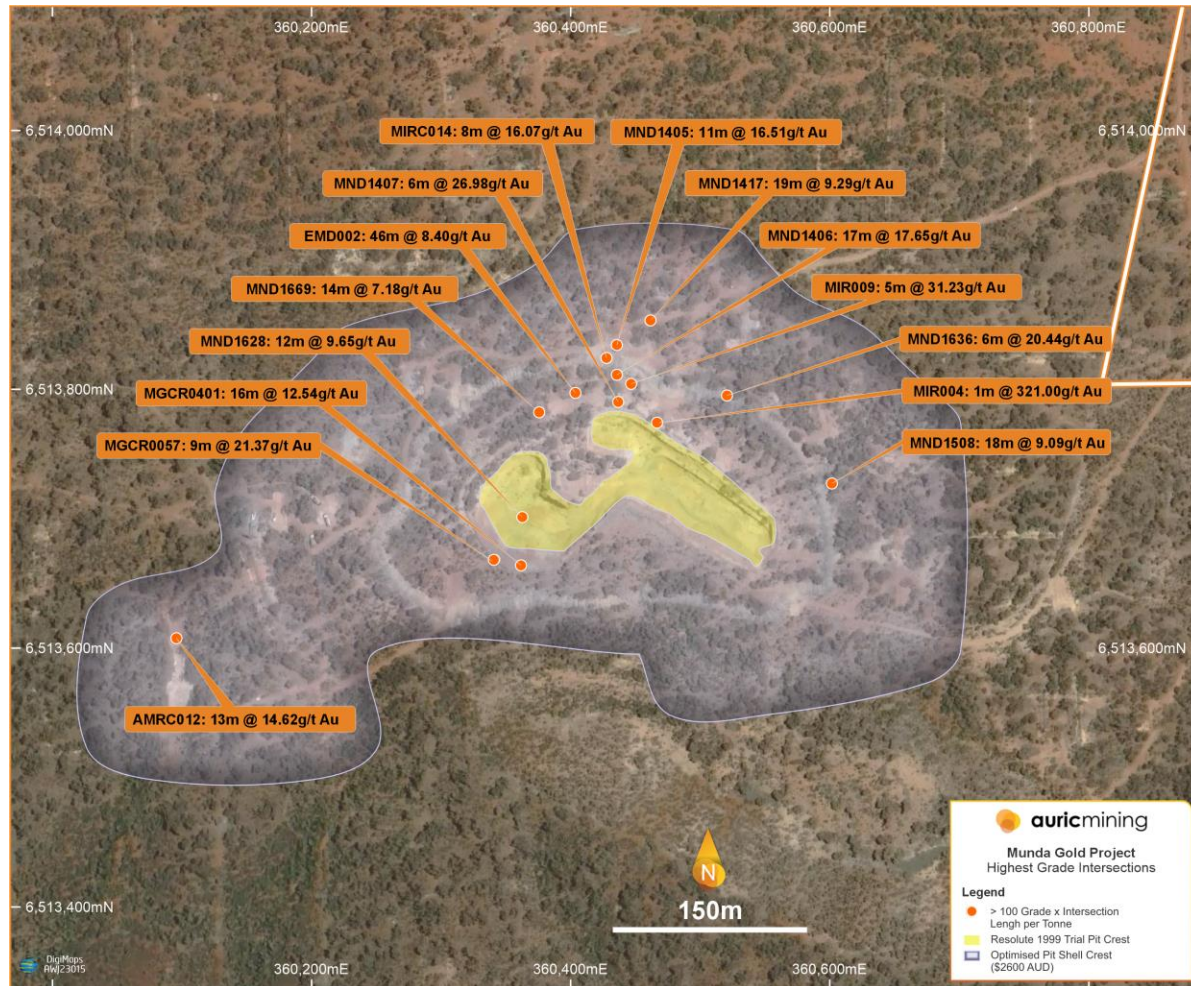 360,200mE
360,400mE
360,600mE
360,800mE
6,514,000mN
6,514,000mN
MIRC014: 8m @ 16.07g/t Au
MND1405: 11m @ 16.51g/t Au
MND1407: 6m @ 26.98g/t Au
MND1417: 19m @ 9.29g/t Au
EMD002: 46m @ 8.40g/t Au
MND1406: 17m @ 17.65g/t Au
MND1669: 14m @ 7.18g/t Au
MIR009: 5m @ 31.23g/t Au
MND1628: 12m @ 9.65g/t Au
MND1636: 6m @ 20.44g/t Au
6,513,800mN
MGCR0401: 16m @ 12.54g/t Au
MIR004: 1m @ 321.00g/t Au
MGCR0057: 9m @ 21.37g/t Au
MND1508: 18m @ 9.09g/t Au
6,513,600mN
6,513,600mN
AMRC012: 13m @ 14.62g/t Au
N
150m
6,513,400mN
auricmining
Munda Gold Project
Highest Grade Intersections
Legend
> 100 Grade x Intersection
Lengh per Tonne
Resolute 1999 Trial Pit Crest
Optimised Pit Shell Crest
($2600 AUD)
DigiMaps
AWJ23015
360,200mE
360,400mE
360,600mE